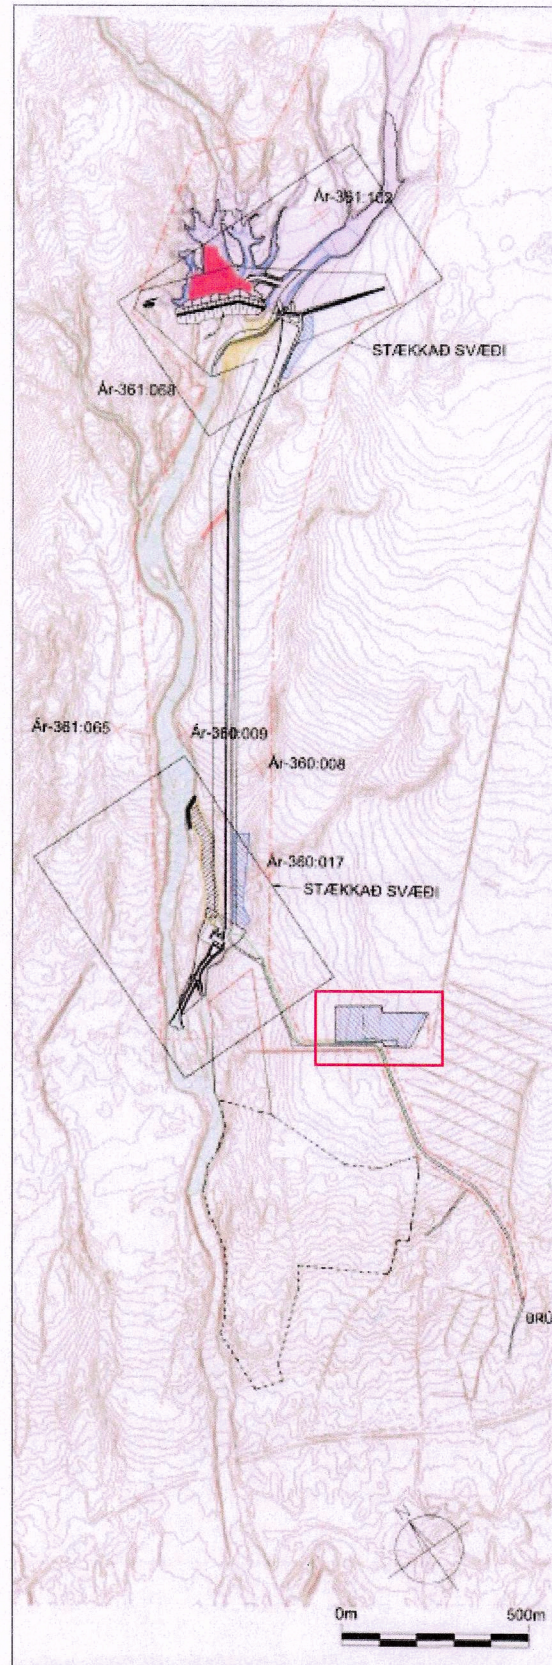 Ár-361:102
STÆKKAÐ SVÆÐI
Ár-361:068
Ár-361:065
Ár-360:009
Ár-360:008
Ár-360:017
STÆKKAÐ SVÆÐI
BRÚ
N
0m 500m